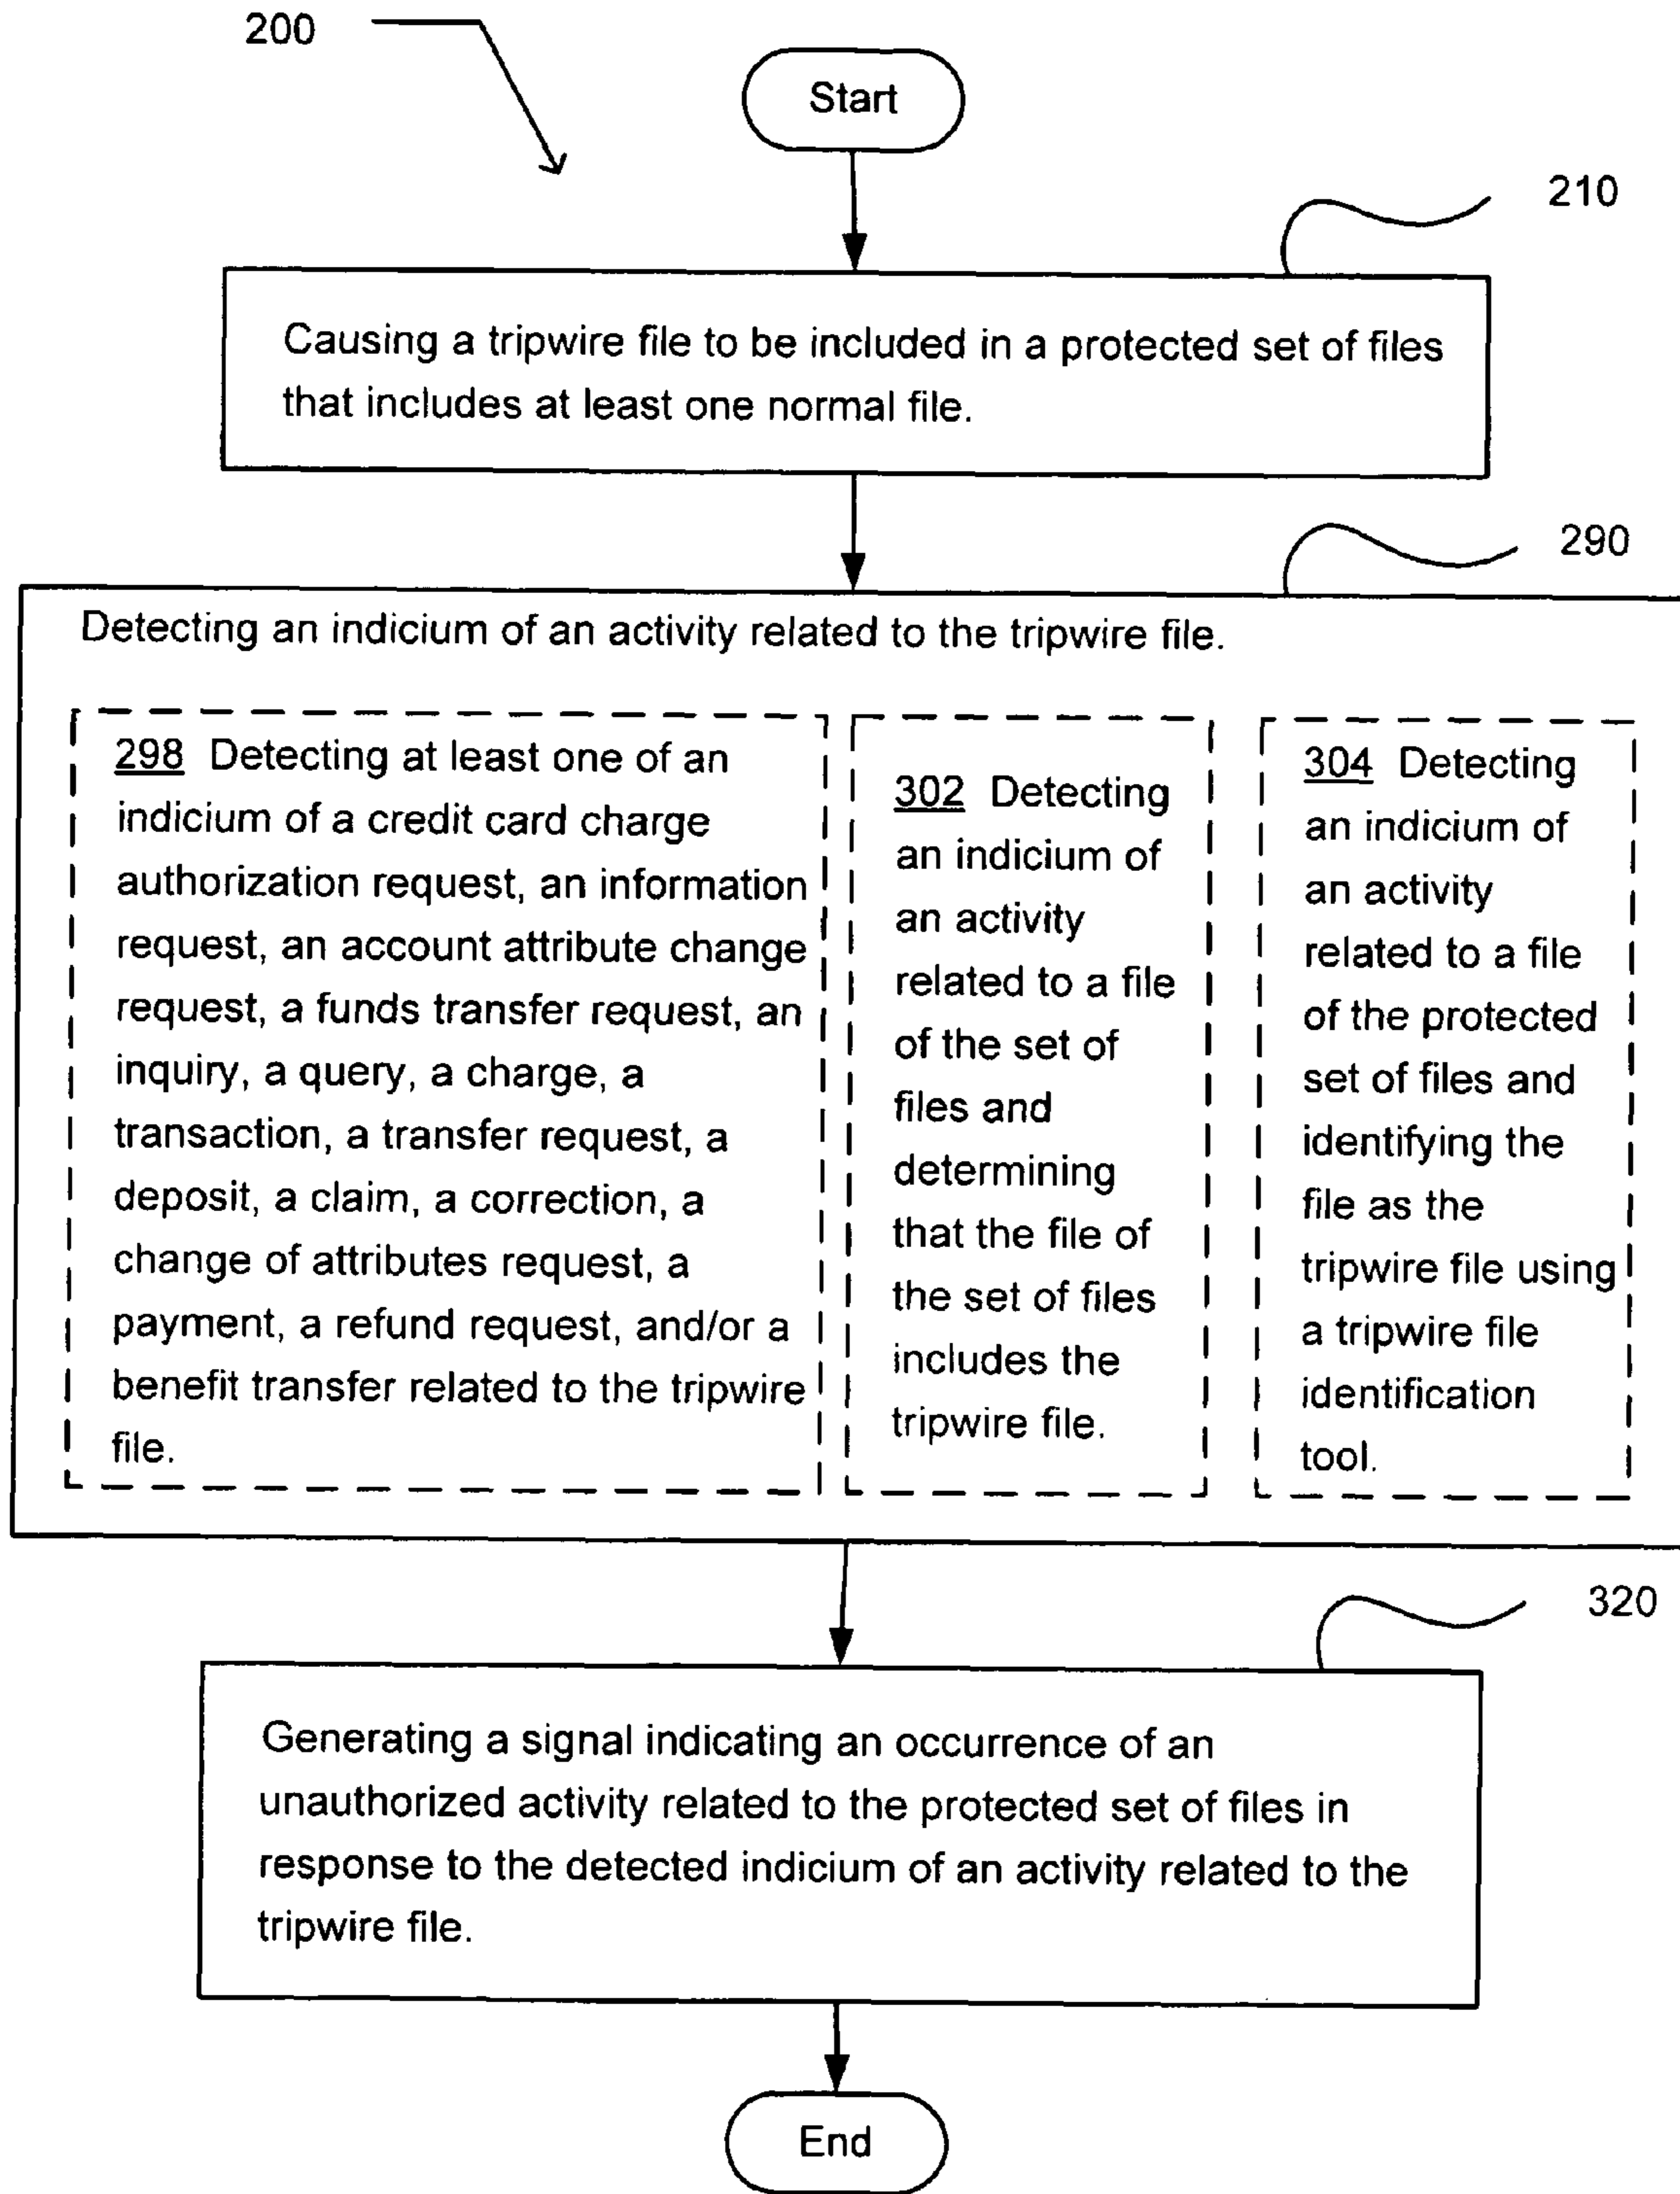 200
Start
210
Causing a tripwire file to be included in a protected set of files
that includes at least one normal file.
290
Detecting an indicium of an activity related to the tripwire file.
298 Detecting at least one of an
indicium of a credit card charge
authorization request, an information
request, an account attribute change
request, a funds transfer request, an
inquiry, a query, a charge, a
transaction, a transfer request, a
deposit, a claim, a correction, a
change of attributes request, a
payment, a refund request, and/or a
benefit transfer related to the tripwire
file.
302 Detecting
an indicium of
an activity
related to a file
of the set of
files and
determining
that the file of
the set of files
includes the
tripwire file.
304 Detecting
an indicium of
an activity
related to a file
of the protected
set of files and
identifying the
file as the
tripwire file using
a tripwire file
identification
tool.
320
Generating a signal indicating an occurrence of an
unauthorized activity related to the protected set of files in
response to the detected indicium of an activity related to the
tripwire file.
End